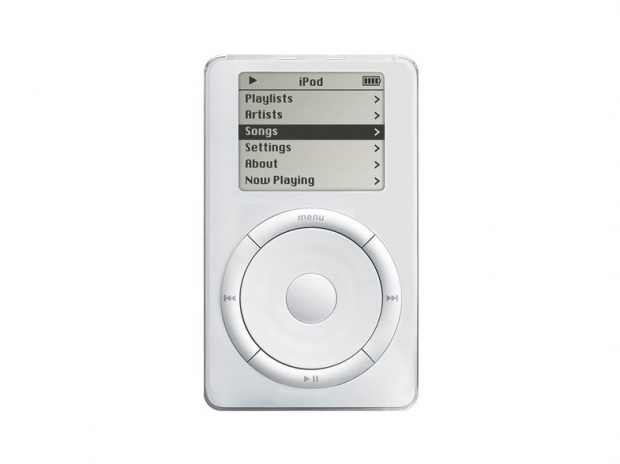 iPod
Playlists >
Artists >
Songs >
Settings >
About >
Now Playing >
menu